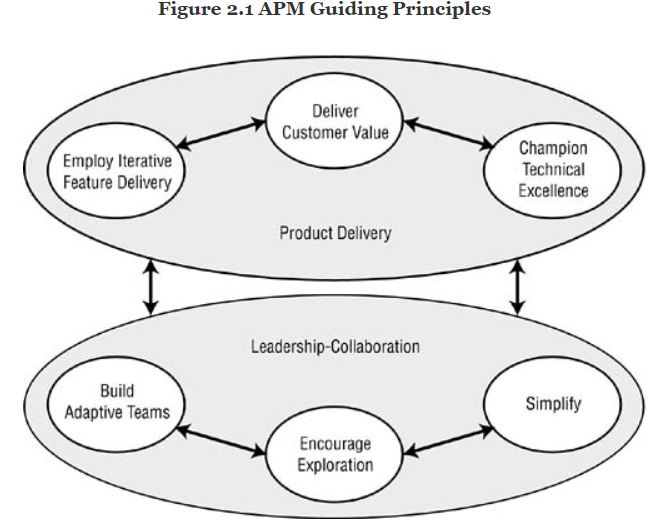 Figure 2.1 APM Guiding Principles
Deliver
Customer Value
Employ Iterative
Feature Delivery
Champion
Technical
Excellence
Product Delivery
Leadership-Collaboration
Build
Adaptive Teams
Encourage
Exploration
Simplify